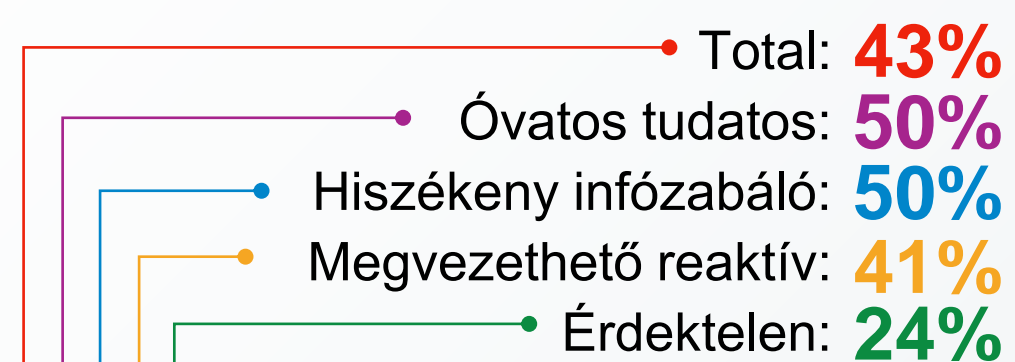 Total: 43%
Óvatos tudatos: 50%
Hiszékeny infózabáló: 50%
Megvezethető reaktív: 41%
Érdektelen: 24%